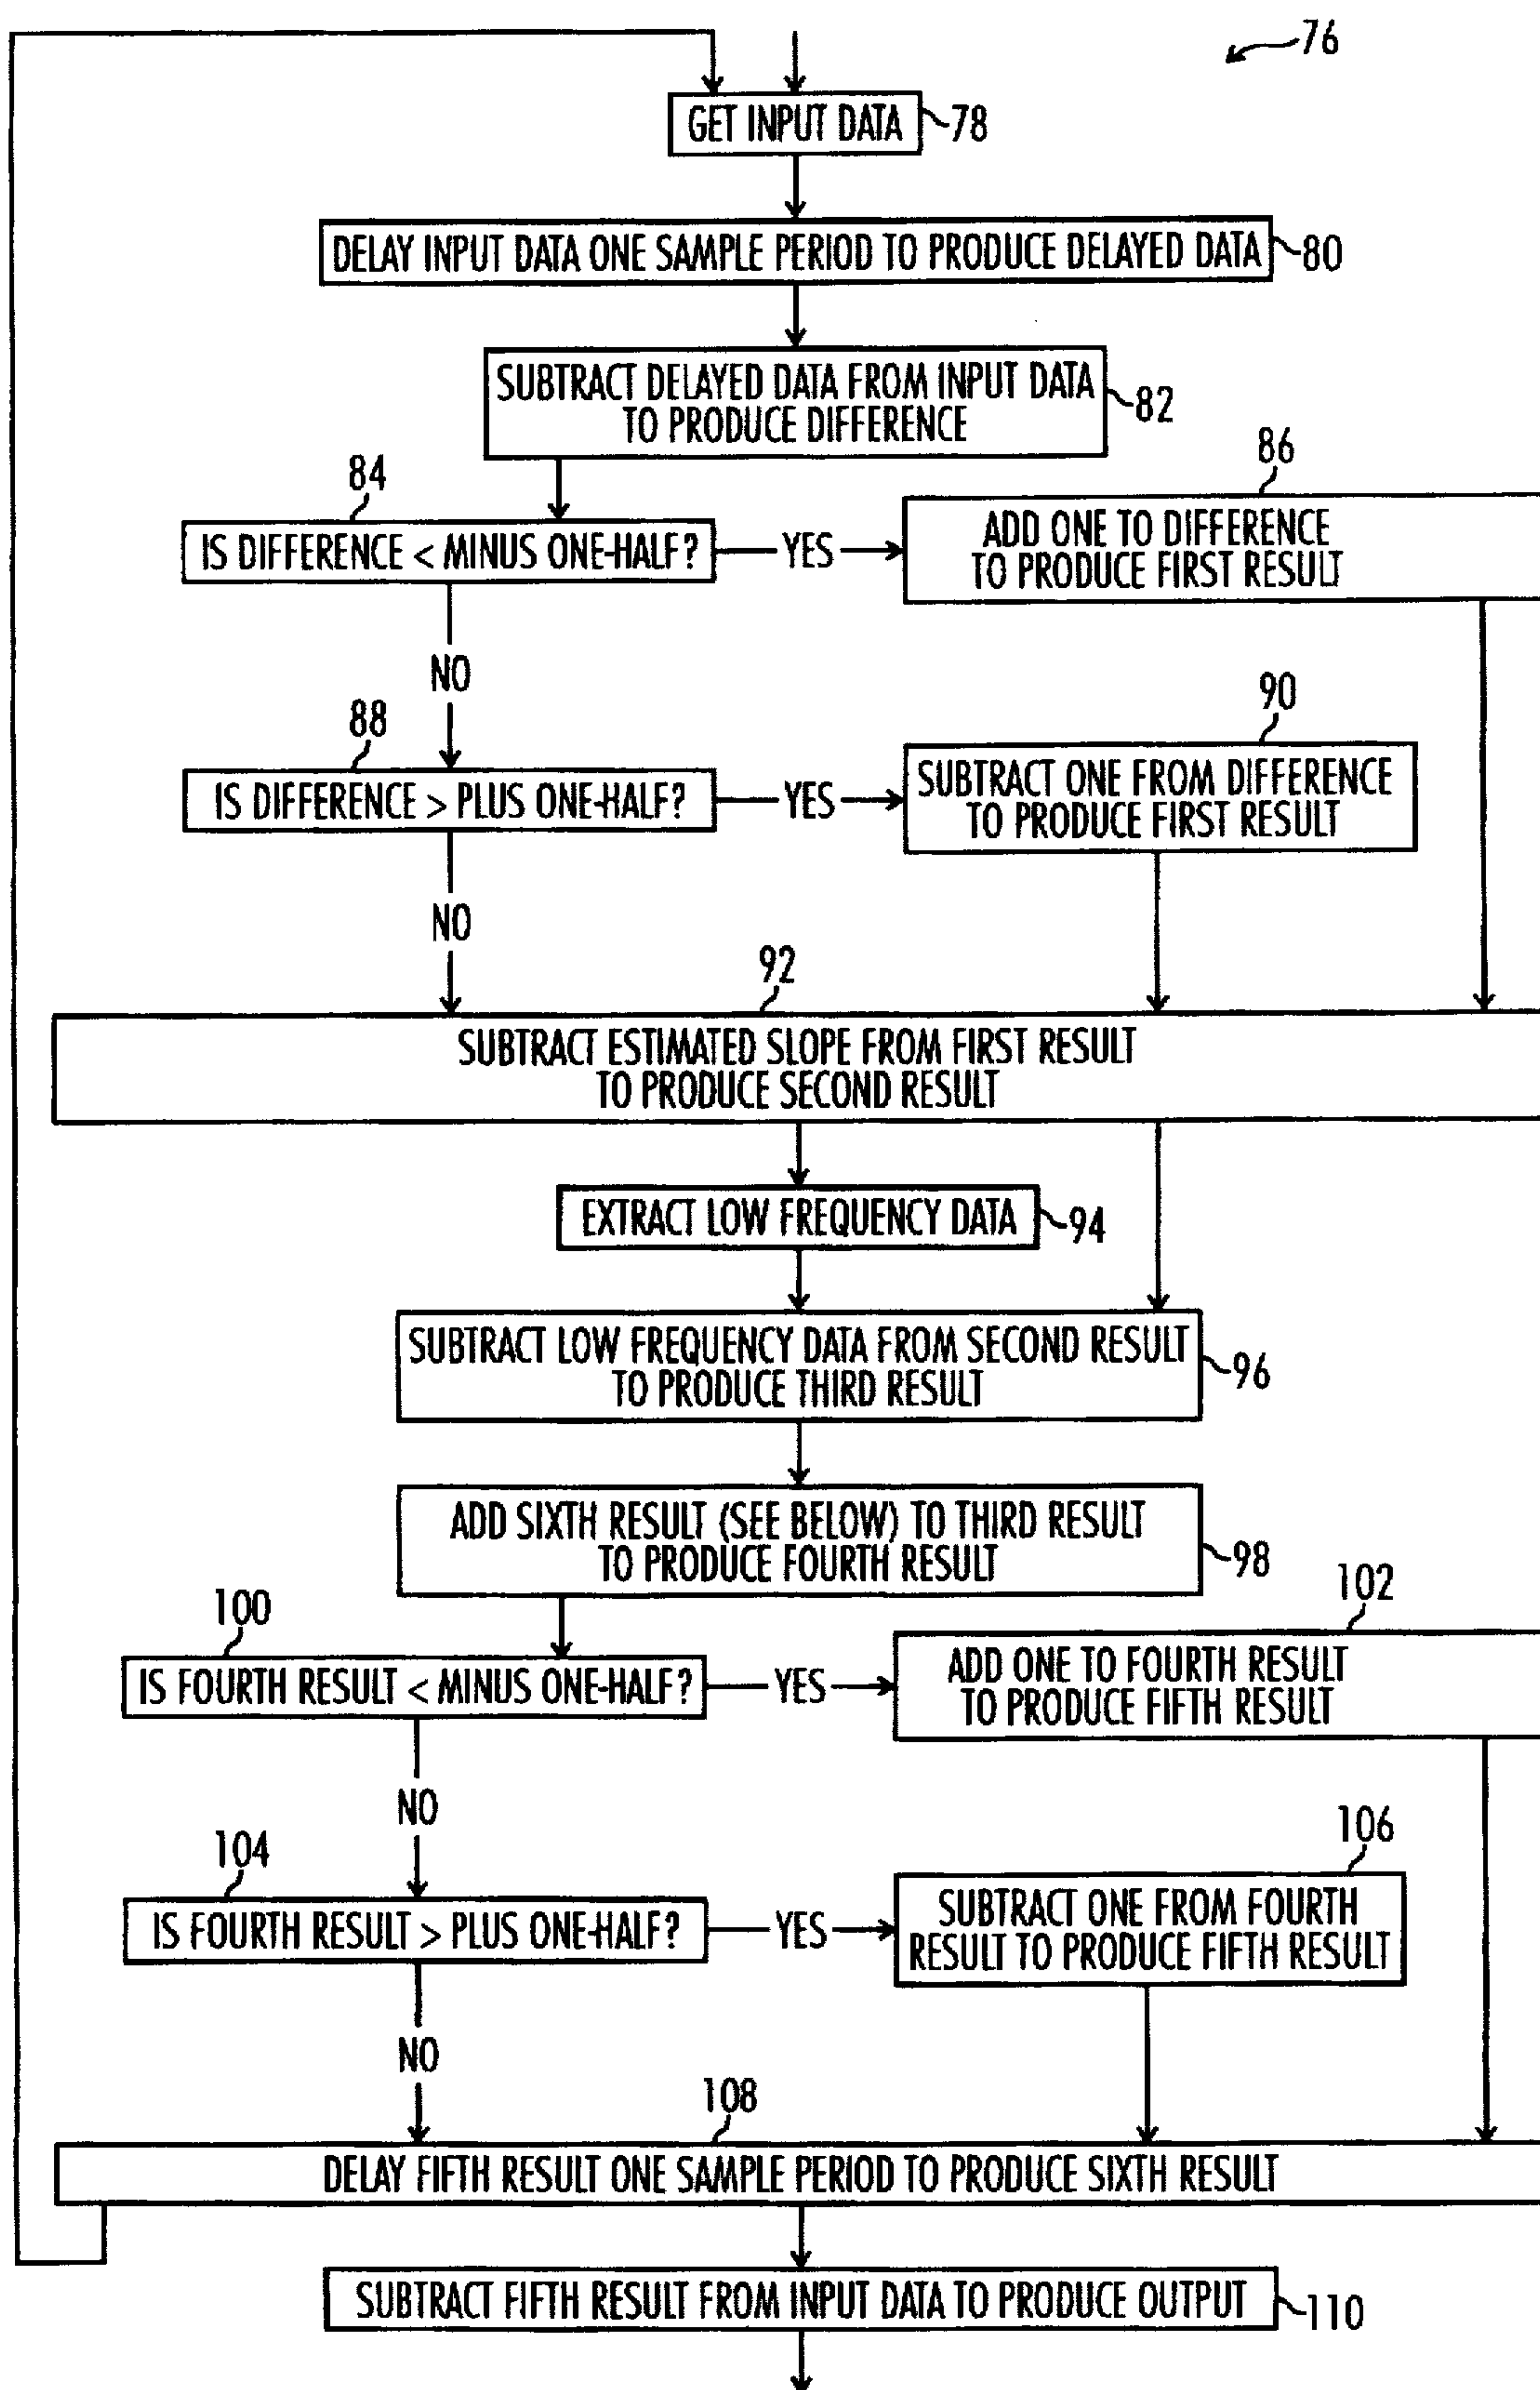 76
GET INPUT DATA
78
DELAY INPUT DATA ONE SAMPLE PERIOD TO PRODUCE DELAYED DATA
80
SUBTRACT DELAYED DATA FROM INPUT DATA
TO PRODUCE DIFFERENCE
82
84
IS DIFFERENCE < MINUS ONE-HALF?
YES
86
ADD ONE TO DIFFERENCE
TO PRODUCE FIRST RESULT
NO
88
IS DIFFERENCE > PLUS ONE-HALF?
YES
90
SUBTRACT ONE FROM DIFFERENCE
TO PRODUCE FIRST RESULT
NO
92
SUBTRACT ESTIMATED SLOPE FROM FIRST RESULT
TO PRODUCE SECOND RESULT
EXTRACT LOW FREQUENCY DATA
94
SUBTRACT LOW FREQUENCY DATA FROM SECOND RESULT
TO PRODUCE THIRD RESULT
96
ADD SIXTH RESULT (SEE BELOW) TO THIRD RESULT
TO PRODUCE FOURTH RESULT
98
100
IS FOURTH RESULT < MINUS ONE-HALF?
YES
102
ADD ONE TO FOURTH RESULT
TO PRODUCE FIFTH RESULT
NO
104
IS FOURTH RESULT > PLUS ONE-HALF?
YES
106
SUBTRACT ONE FROM FOURTH
RESULT TO PRODUCE FIFTH RESULT
NO
108
DELAY FIFTH RESULT ONE SAMPLE PERIOD TO PRODUCE SIXTH RESULT
SUBTRACT FIFTH RESULT FROM INPUT DATA TO PRODUCE OUTPUT
110